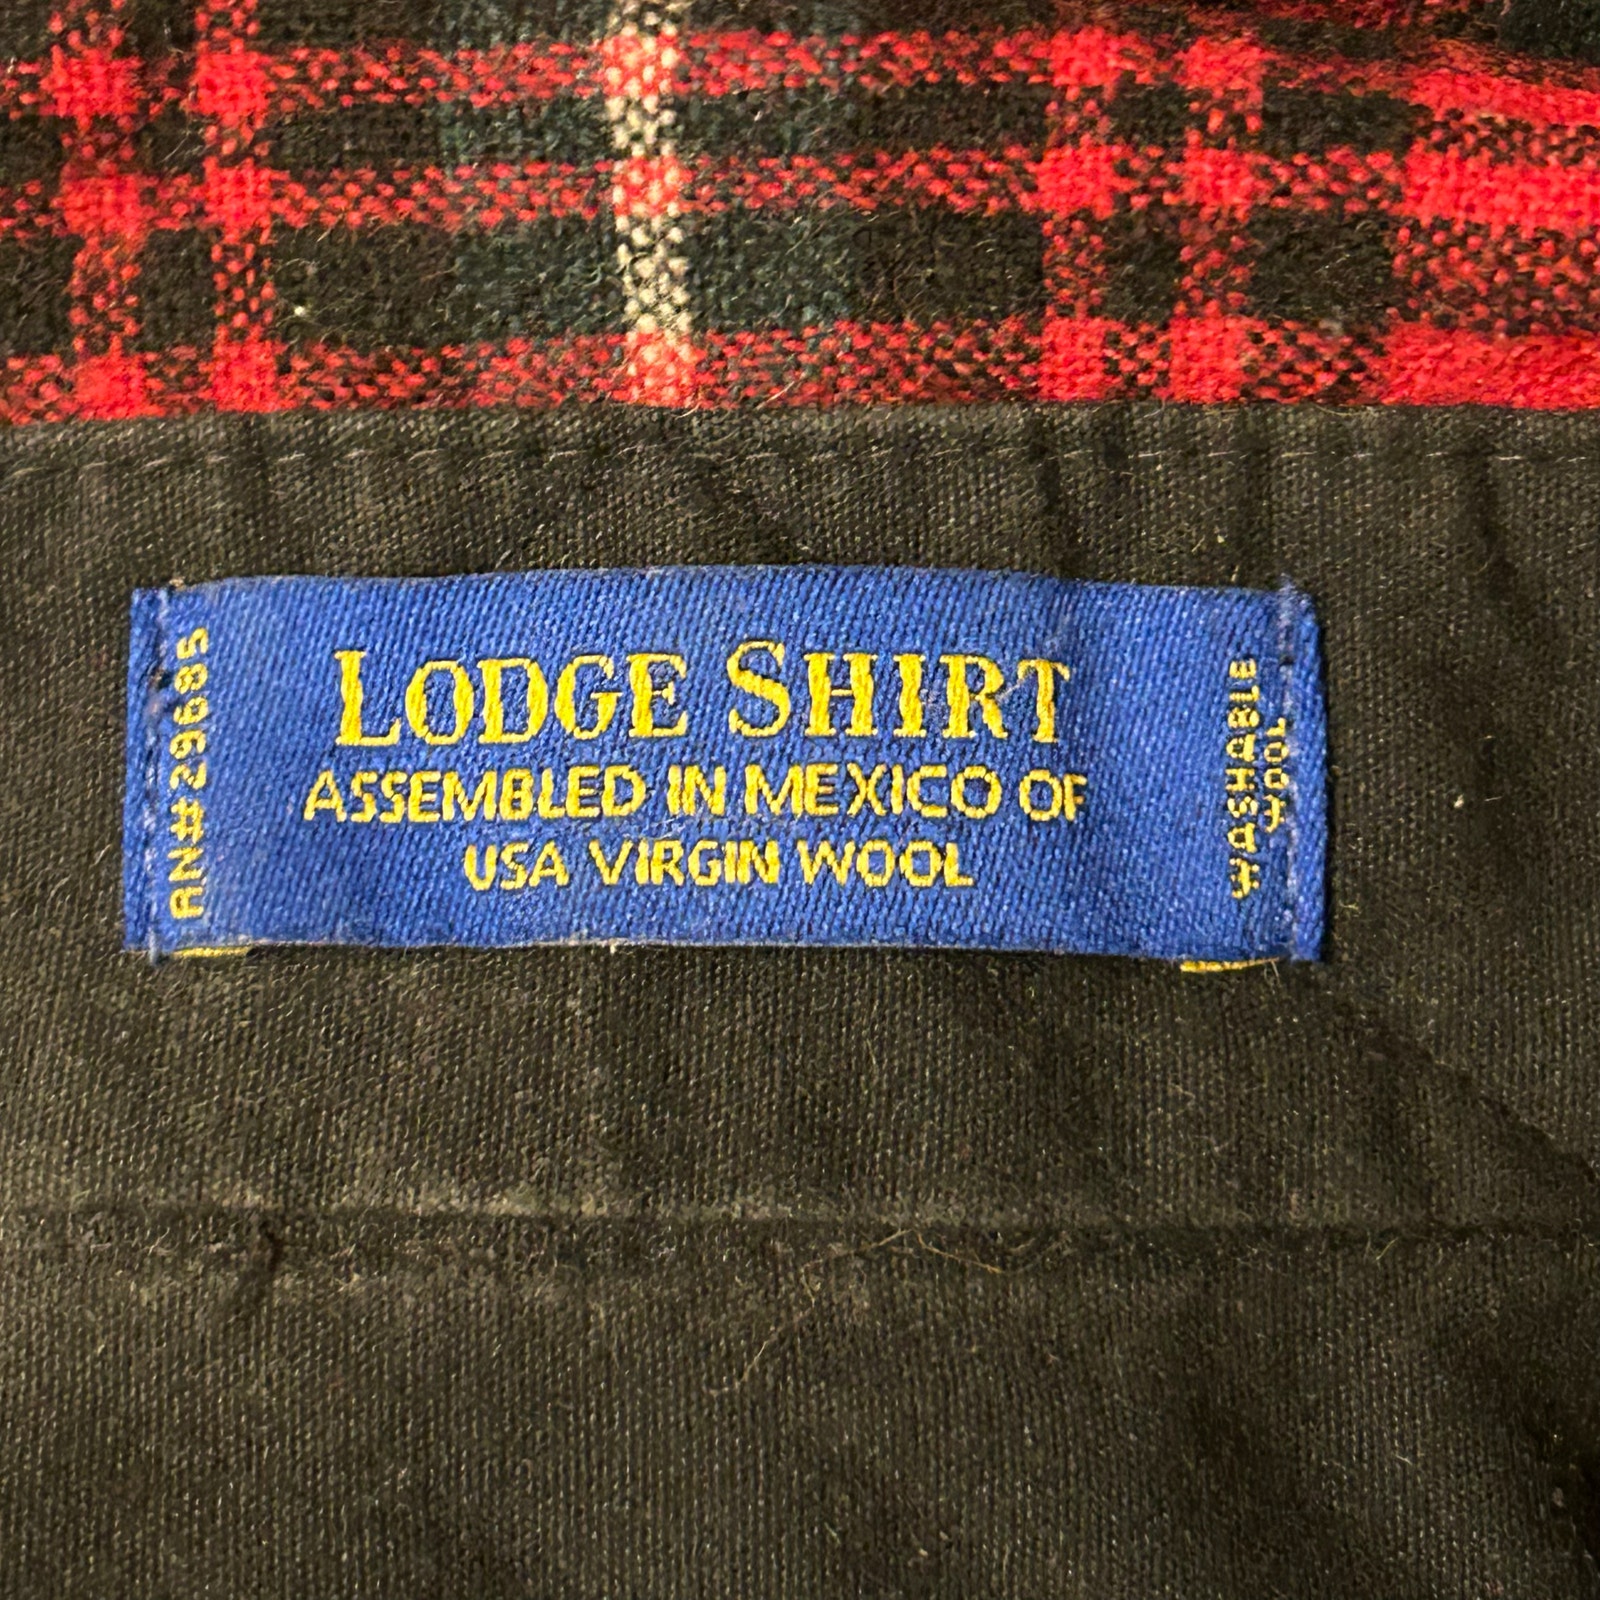 LODGE SHIRT
ASSEMBLED IN MEXICO OF
USA VIRGIN WOOL
RN#29685
WASHABLE
WOOL